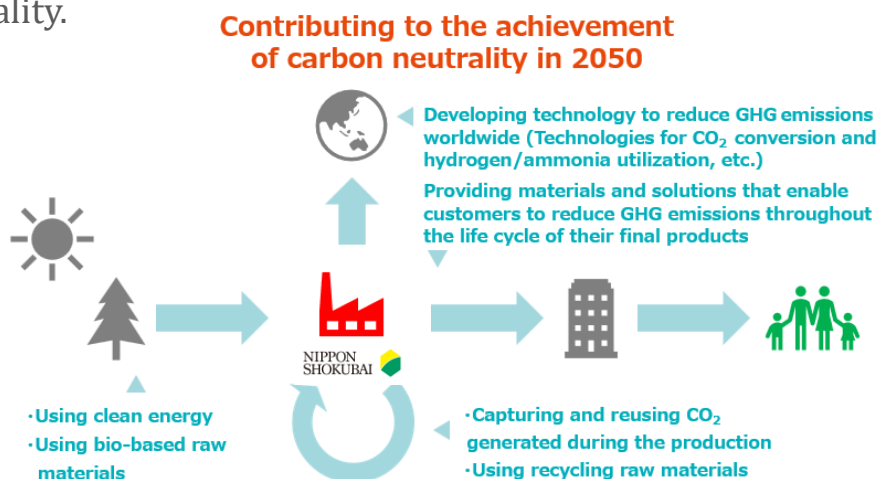 ality.
Contributing to the achievement
of carbon neutrality in 2050
Developing technology to reduce GHG emissions
worldwide (Technologies for CO₂ conversion and
hydrogen/ammonia utilization, etc.)
Providing materials and solutions that enable
customers to reduce GHG emissions throughout
the life cycle of their final products
NIPPON
SHOKUBAI
·Using clean energy
·Using bio-based raw
materials
·Capturing and reusing CO₂
generated during the production
·Using recycling raw materials